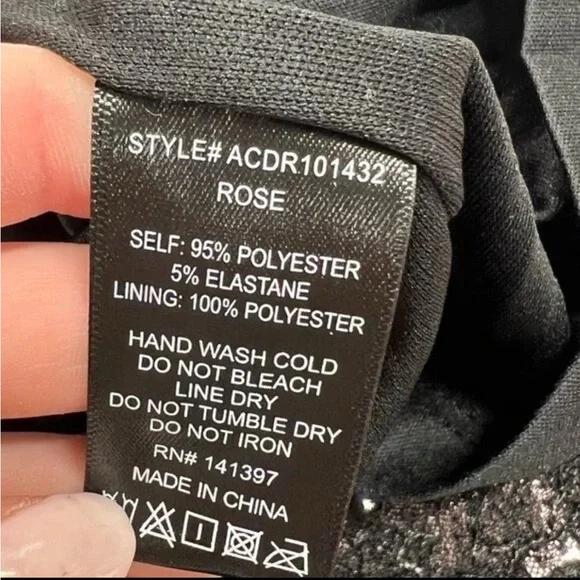 STYLE# ACDR101432
ROSE
SELF: 95% POLYESTER
5% ELASTANE
LINING: 100% POLYESTER
HAND WASH COLD
DO NOT BLEACH
LINE DRY
DO NOT TUMBLE DRY
DO NOT IRON
RN# 141397
MADE IN CHINA